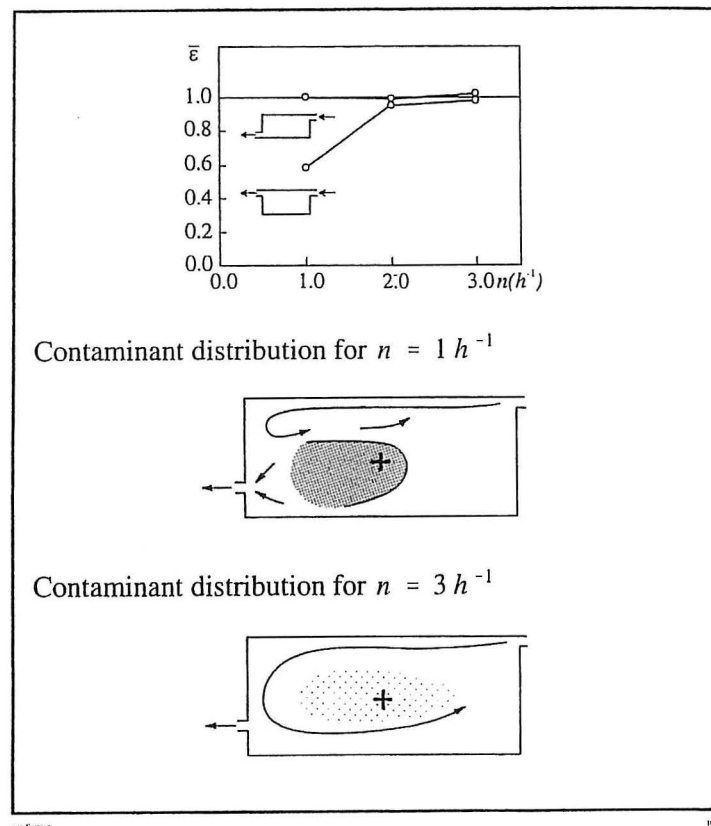 ε̄
1.0
0.8
0.6
0.4
0.2
0.0
0.0 1.0 2.0 3.0 n(h⁻¹)
Contaminant distribution for n = 1 h⁻¹
Contaminant distribution for n = 3 h⁻¹